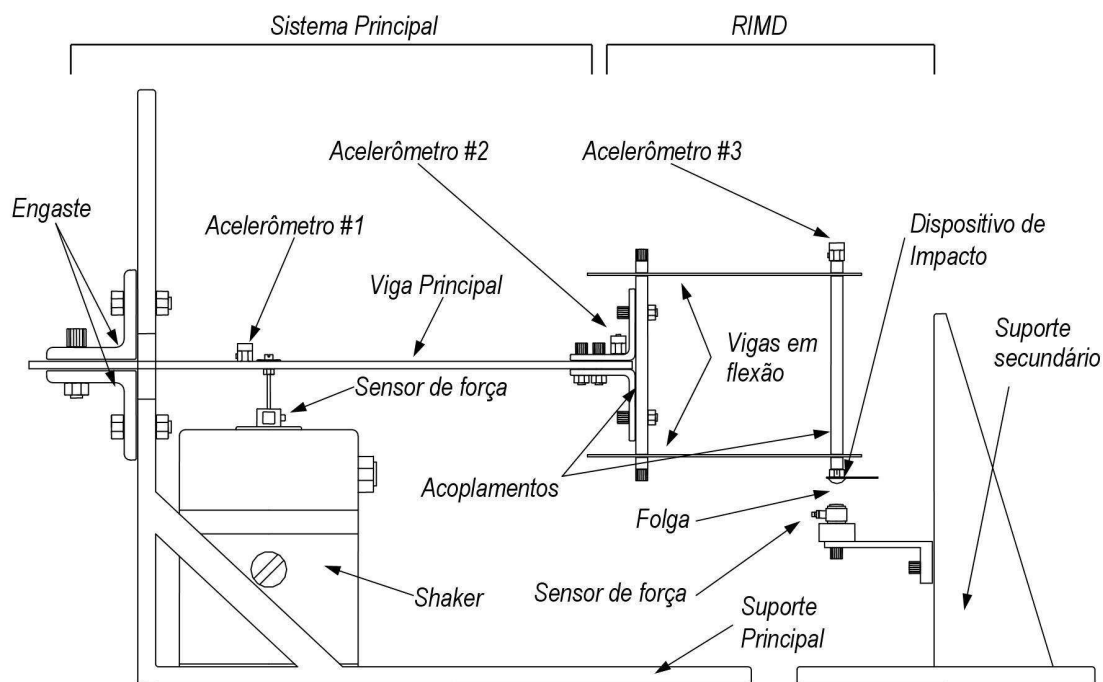 Sistema Principal
RIMD
Acelerômetro #2
Acelerômetro #3
Engaste
Acelerômetro #1
Dispositivo de
Impacto
Viga Principal
Vigas em
flexão
Suporte
secundário
Sensor de força
Acoplamentos
Folga
Shaker
Sensor de força
Suporte
Principal